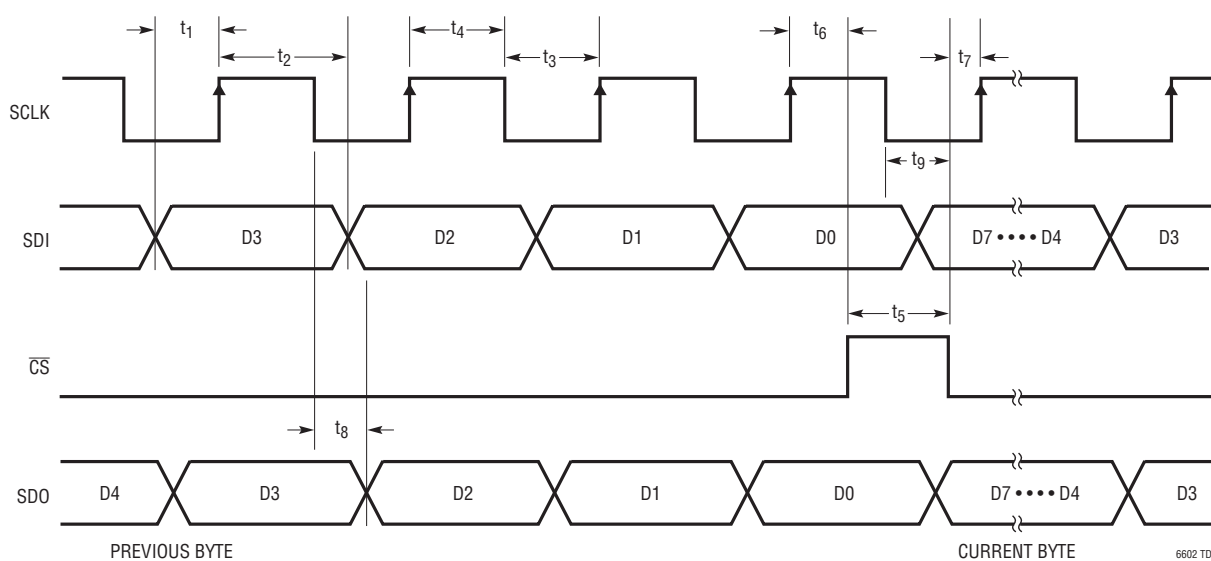 t1
t2
t4
t3
t6
t7
SCLK
t9
SDI
D3
D2
D1
D0
D7 •••• D4
D3
t5
CS
t8
SDO
D4
D3
D2
D1
D0
D7 •••• D4
D3
PREVIOUS BYTE
CURRENT BYTE
6602 TD